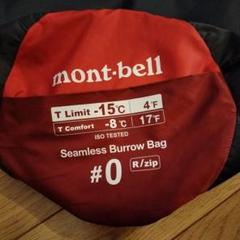 mont-bell
T Limit -15℃ 4°F
T Comfort -8℃ 17°F
ISO TESTED
Seamless Burrow Bag
#0 R/zip